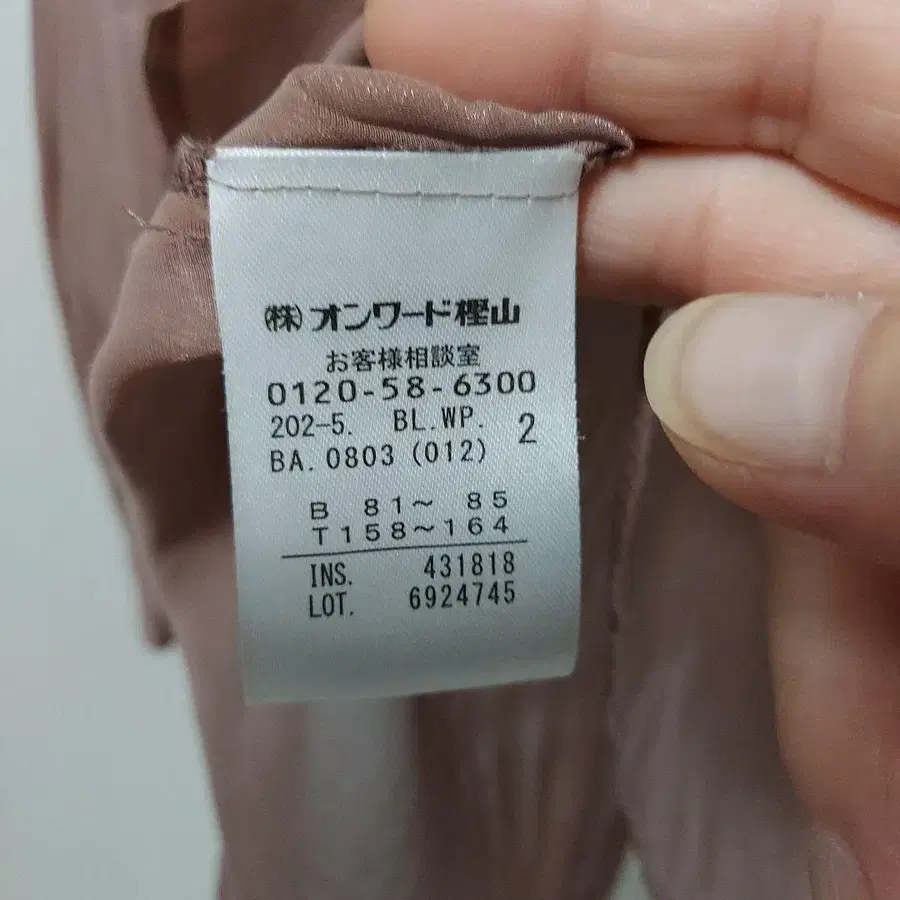 (株)オンワード樫山
お客様相談室
0120-58-6300
202-5. BL.WP. 2
BA.0803(012)
B 81〜 85
T158〜164
INS. 431818
LOT. 6924745